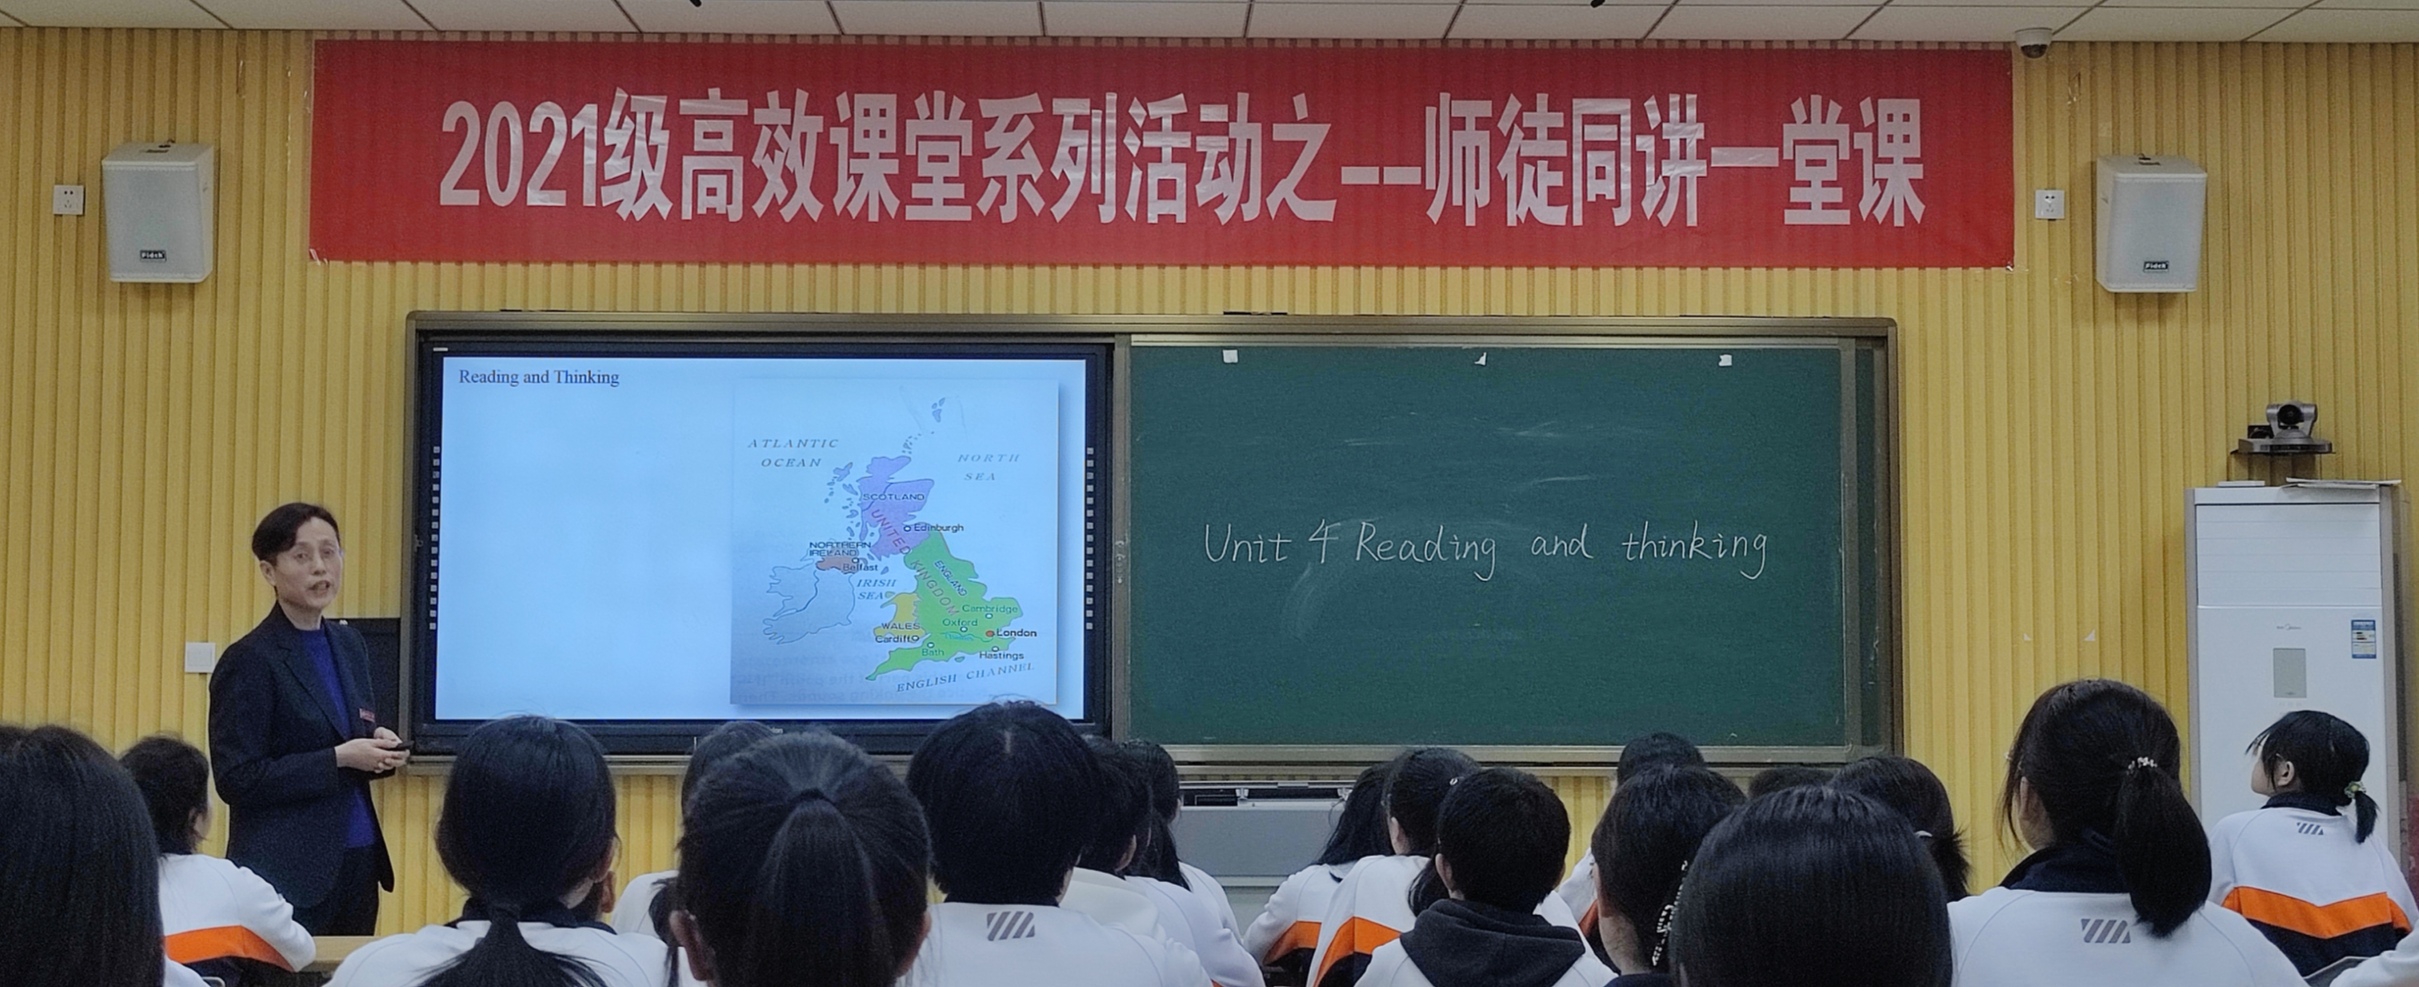 2021级高效课堂系列活动之--师徒同讲一堂课
Fidek
Fidek
Reading and Thinking
ATLANTIC
OCEAN
NORTH
SEA
SCOTLAND
UNITED
KINGDOM
Edinburgh
NORTHERN
IRELAND
Belfast
IRISH
SEA
ENGLAND
Cambridge
Oxford
WALES
London
Cardiff
Bath
Hastings
ENGLISH CHANNEL
Unit 4 Reading and thinking